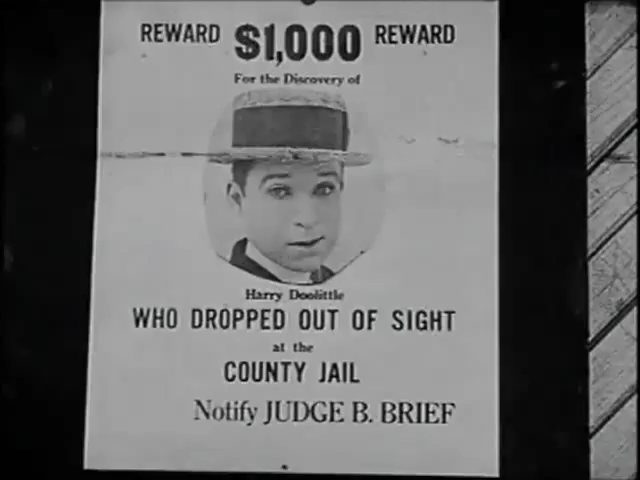 REWARD $1,000 REWARD
For the Discovery of
Harry Doolittle
WHO DROPPED OUT OF SIGHT
at the
COUNTY JAIL
Notify JUDGE B. BRIEF